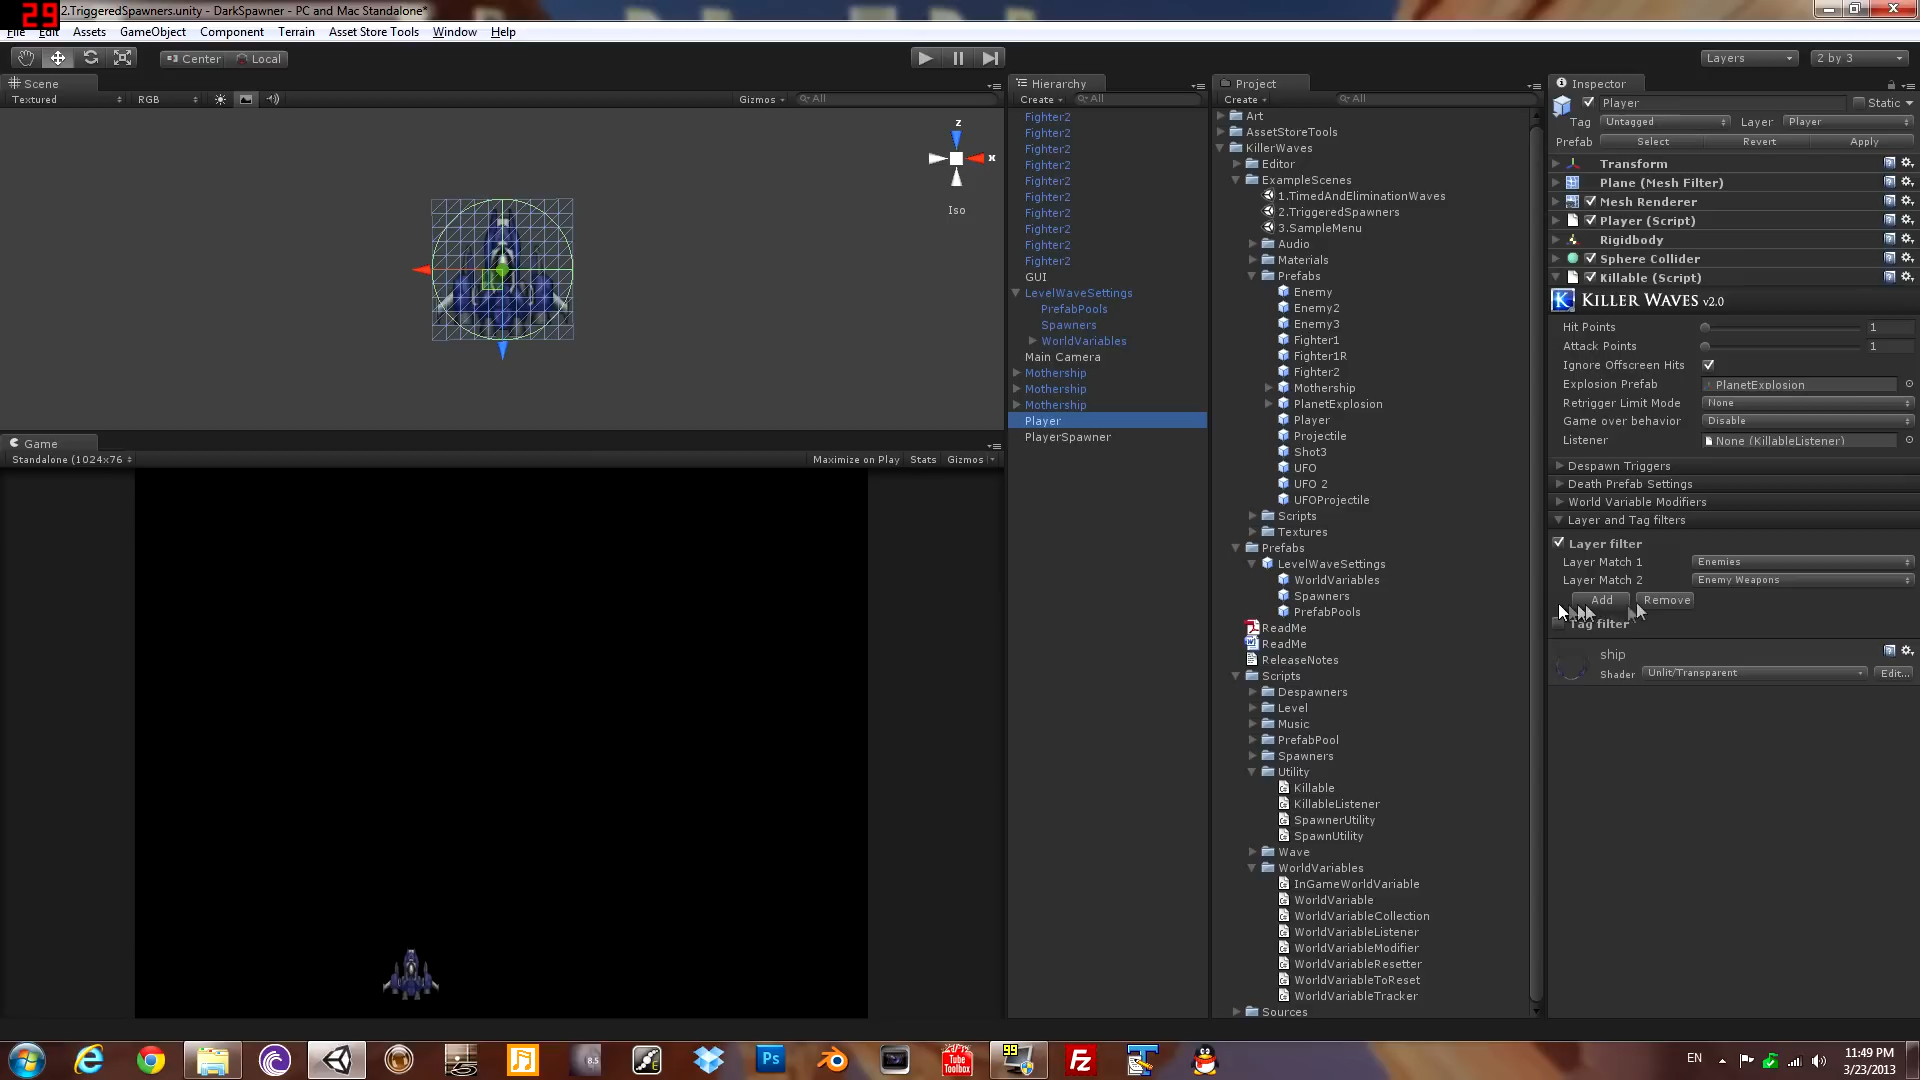 29
2.TriggeredSpawners.unity - DarkSpawner - PC and Mac Standalone*
File Edit Assets GameObject Component Terrain Asset Store Tools Window Help
Center Local
Layers
2 by 3
Scene
Textured RGB Gizmos All
z
x
Iso
Game
Standalone (1024x76
Maximize on Play Stats Gizmos
Hierarchy
Create All
Fighter2
Fighter2
Fighter2
Fighter2
Fighter2
Fighter2
Fighter2
Fighter2
Fighter2
Fighter2
GUI
LevelWaveSettings
PrefabPools
Spawners
WorldVariables
Main Camera
Mothership
Mothership
Mothership
Player
PlayerSpawner
Project
Create All
Art
AssetStoreTools
KillerWaves
Editor
ExampleScenes
1.TimedAndEliminationWaves
2.TriggeredSpawners
3.SampleMenu
Audio
Materials
Prefabs
Enemy
Enemy2
Enemy3
Fighter1
Fighter1R
Fighter2
Mothership
PlanetExplosion
Player
Projectile
Shot3
UFO
UFO 2
UFOProjectile
Scripts
Textures
Prefabs
LevelWaveSettings
WorldVariables
Spawners
PrefabPools
ReadMe
ReadMe
ReleaseNotes
Scripts
Despawners
Level
Music
PrefabPool
Spawners
Utility
Killable
KillableListener
SpawnerUtility
SpawnUtility
Wave
WorldVariables
InGameWorldVariable
WorldVariable
WorldVariableCollection
WorldVariableListener
WorldVariableModifier
WorldVariableResetter
WorldVariableToReset
WorldVariableTracker
Sources
Inspector
Player Static
Tag Untagged Layer Player
Prefab Select Revert Apply
Transform
Plane (Mesh Filter)
Mesh Renderer
Player (Script)
Rigidbody
Sphere Collider
Killable (Script)
K KILLER WAVES v2.0
Hit Points 1
Attack Points 1
Ignore Offscreen Hits
Explosion Prefab PlanetExplosion
Retrigger Limit Mode None
Game over behavior Disable
Listener None (KillableListener)
Despawn Triggers
Death Prefab Settings
World Variable Modifiers
Layer and Tag filters
Layer filter
Layer Match 1 Enemies
Layer Match 2 Enemy Weapons
Add Remove
Tag filter
ship
Shader Unlit/Transparent Edit...
8.5
Ps
Tube Toolbox
99
Fz
EN
11:49 PM
3/23/2013